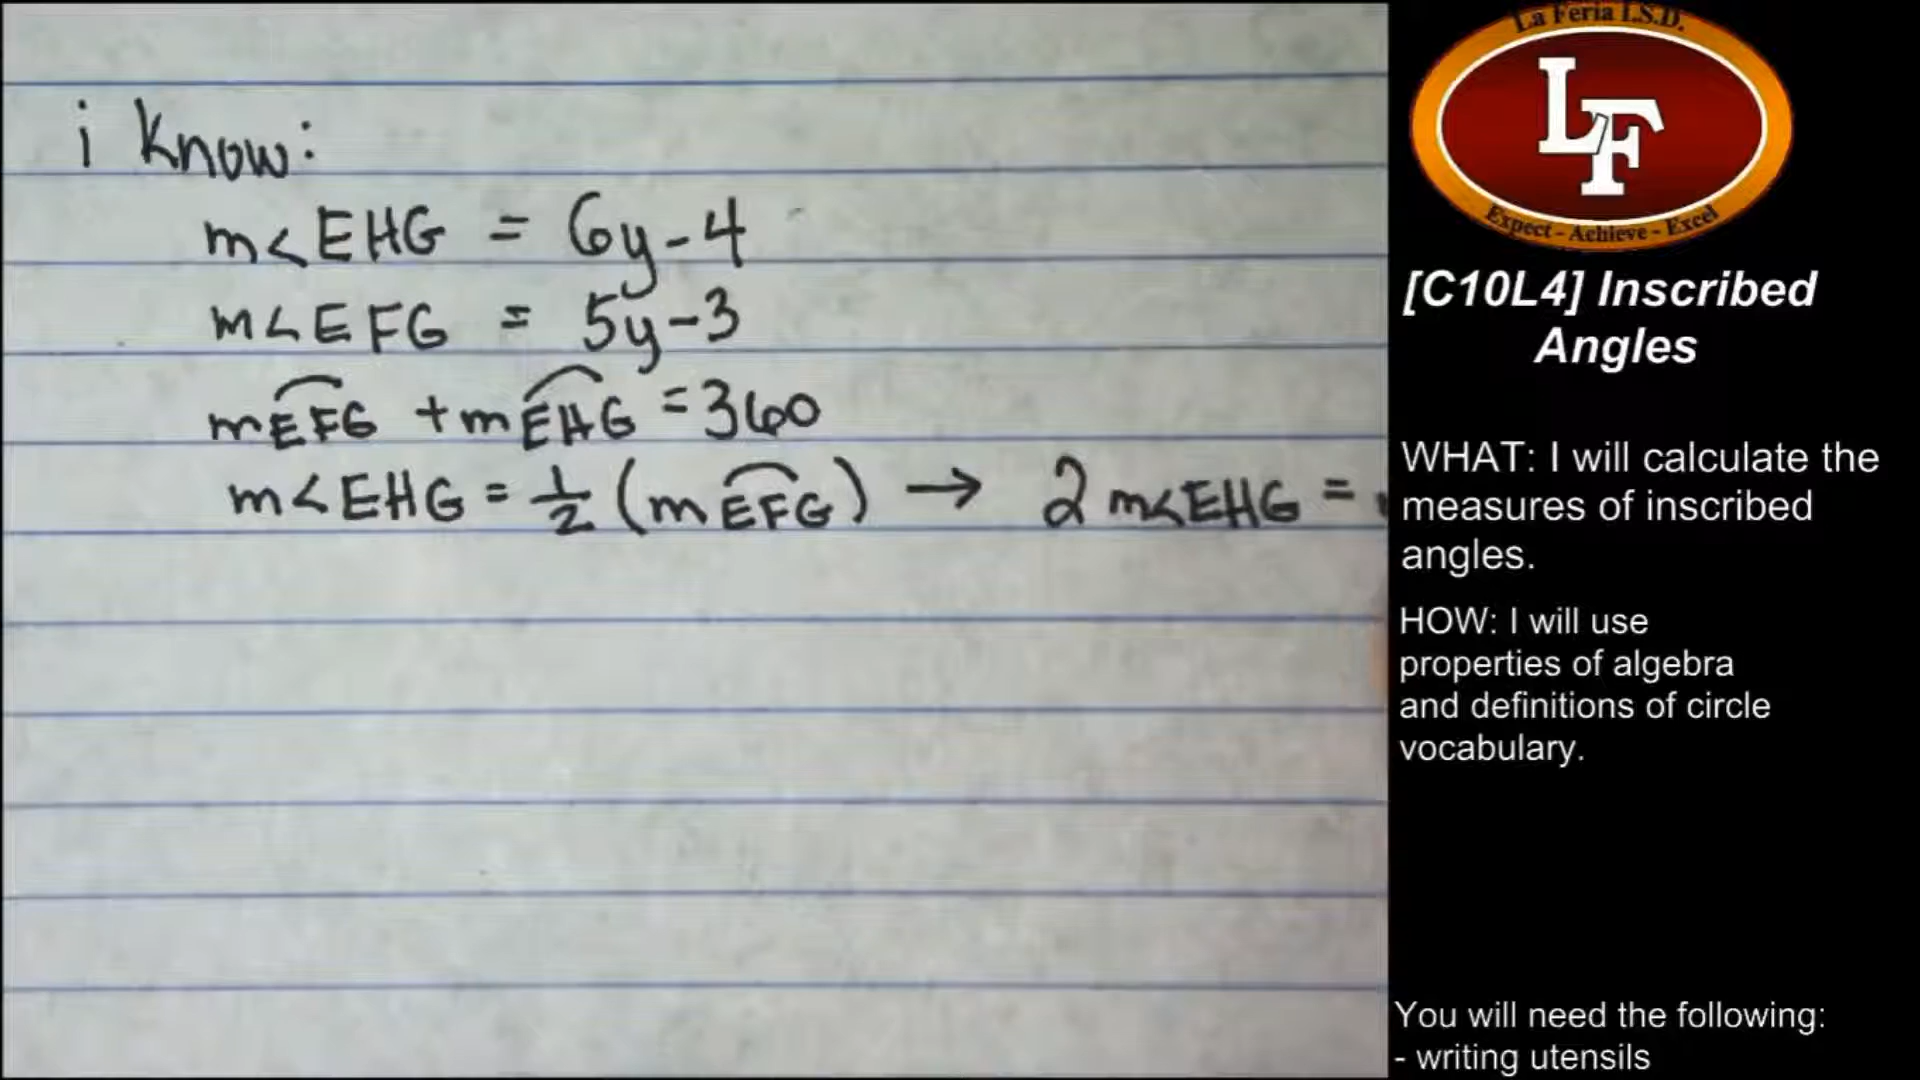 i know:
m<EHG = 6y-4
m<EFG = 5y-3
mEFG + mEHG = 360
m<EHG = 1/2 (mEFG) → 2 m<EHG =
La Feria I.S.D.
LF
Expect - Achieve - Excel
[C10L4] Inscribed
Angles
WHAT: I will calculate the
measures of inscribed
angles.
HOW: I will use
properties of algebra
and definitions of circle
vocabulary.
You will need the following:
- writing utensils